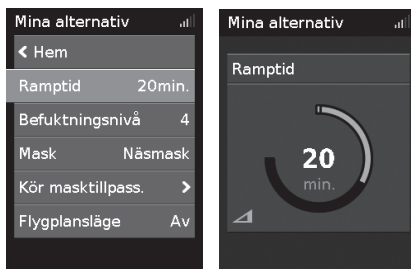 Mina alternativ
Hem
Ramptid 20min.
Befuktningsnivå 4
Mask Näsmask
Kör masktillpass.
Flygplansläge Av
Mina alternativ
Ramptid
20
min.